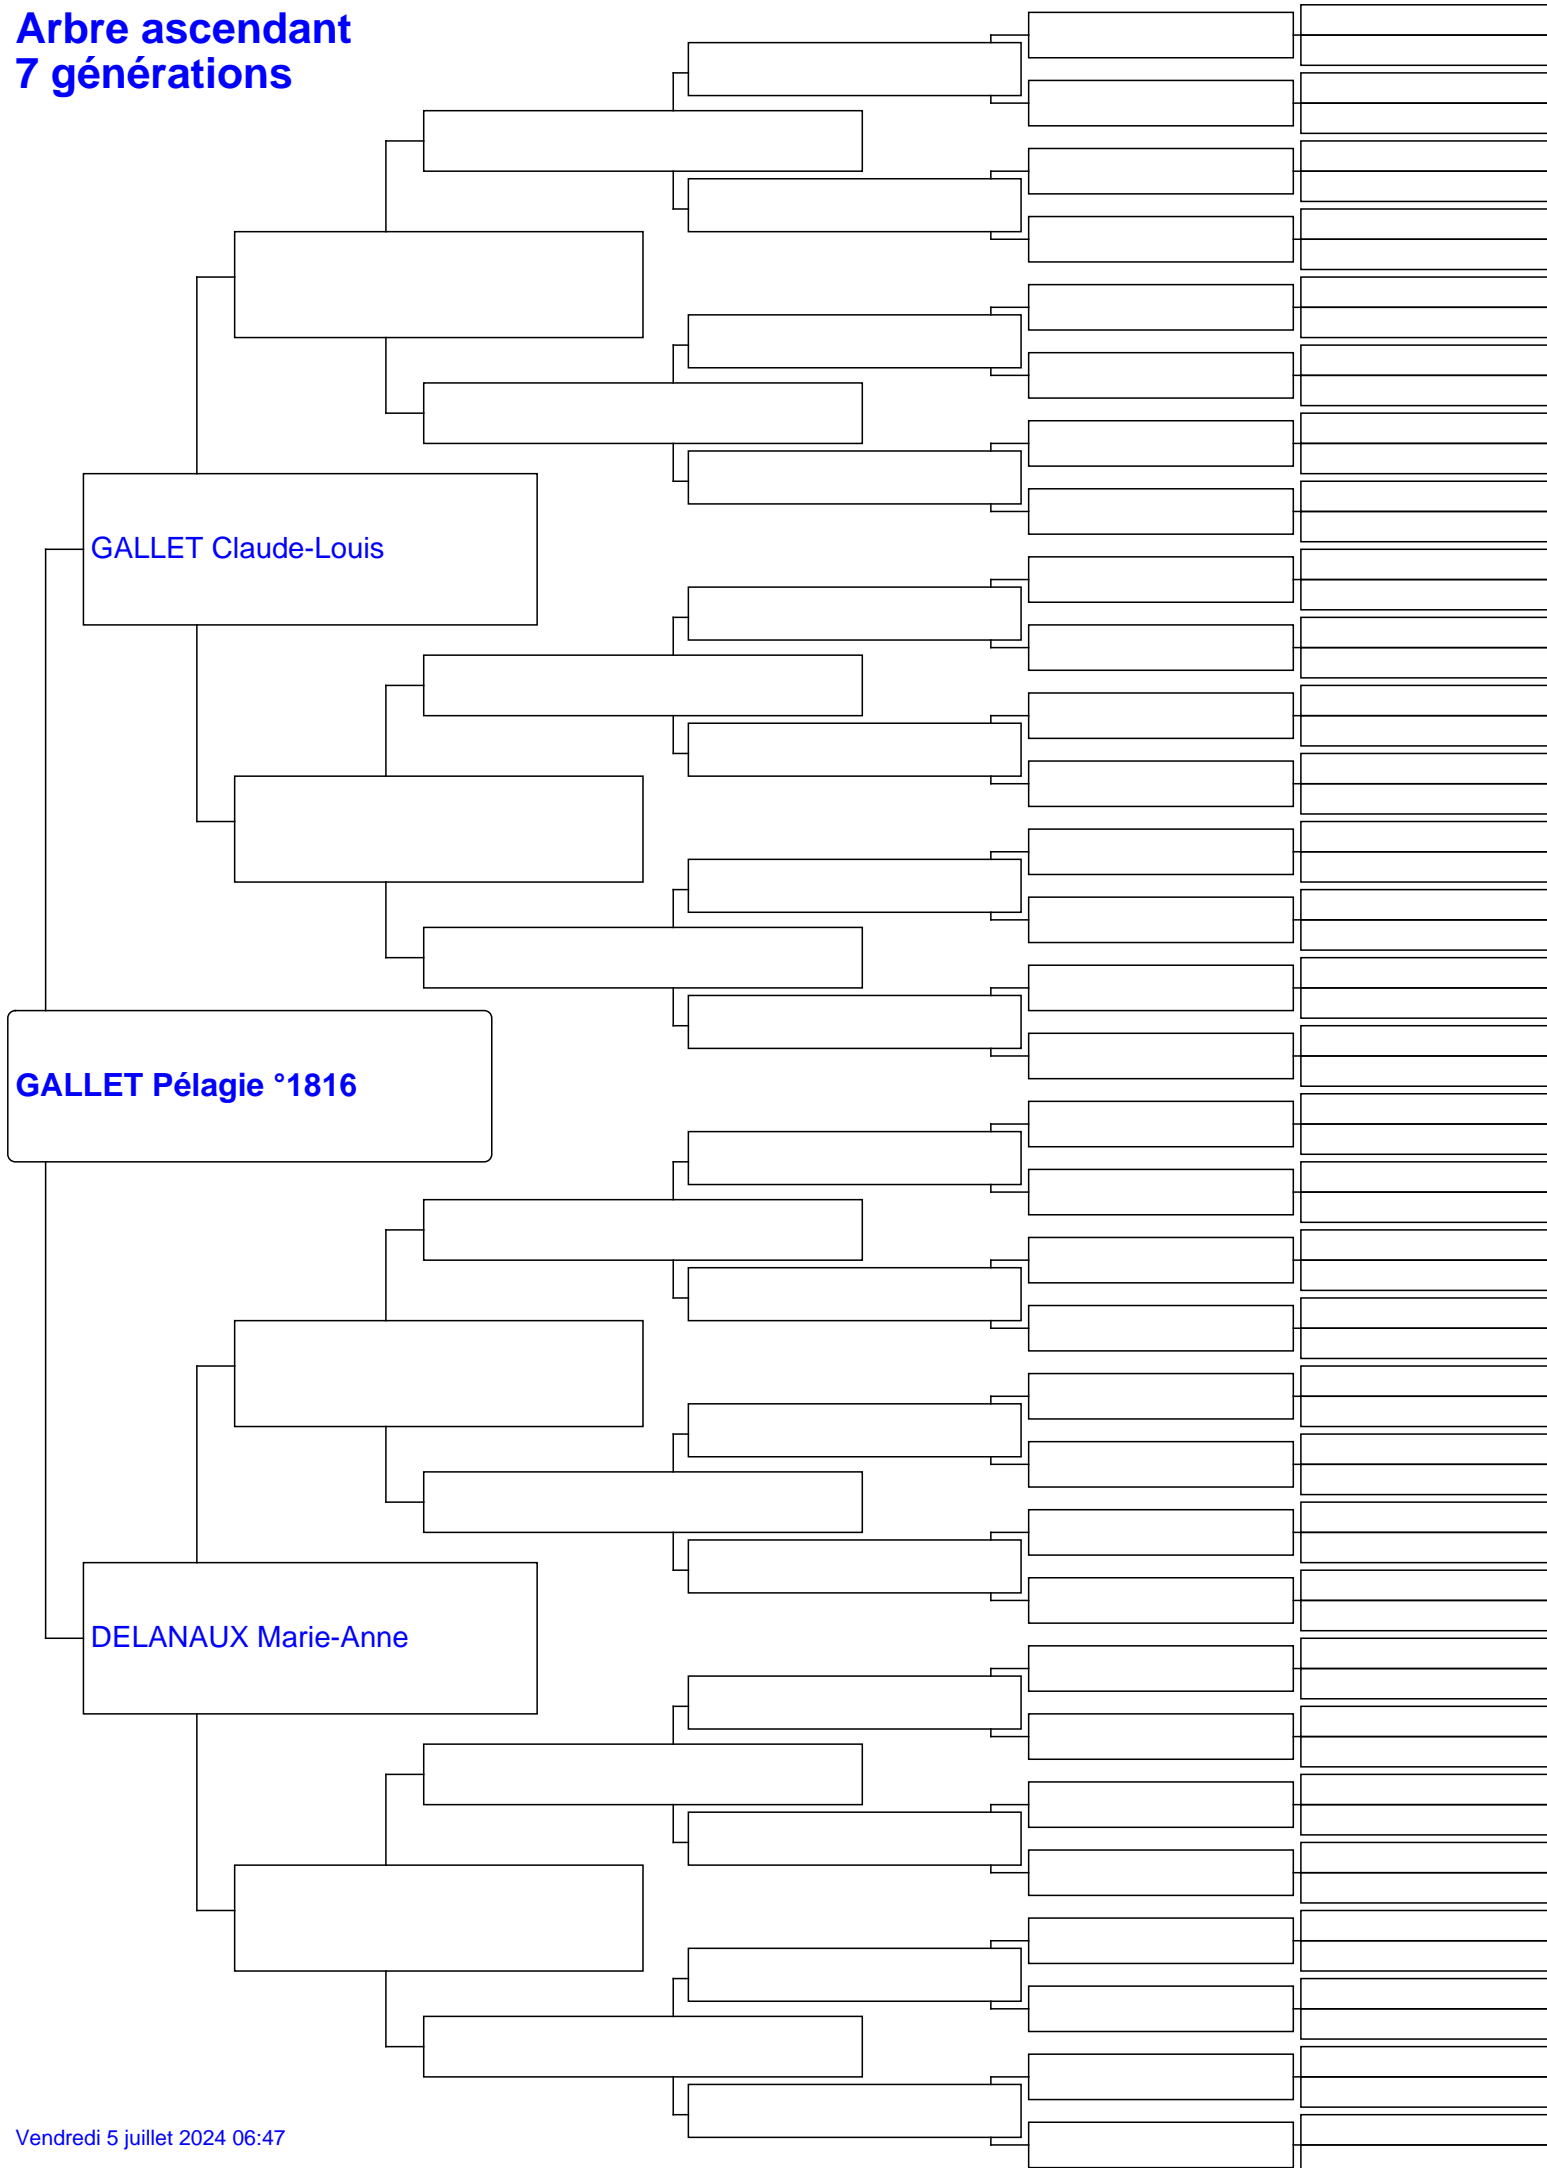 Arbre ascendant
7 générations
GALLET Claude-Louis
GALLET Pélagie °1816
DELANAUX Marie-Anne
Vendredi 5 juillet 2024 06:47